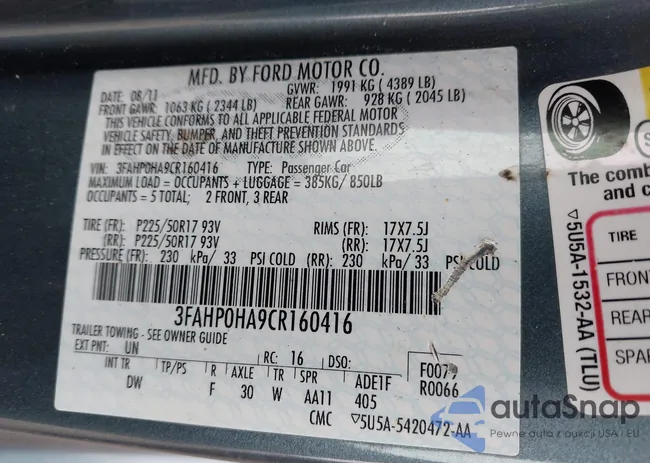 MFD. BY FORD MOTOR CO.
DATE: 08/11 GVWR: 1991 KG ( 4389 LB)
FRONT GAWR: 1063 KG ( 2344 LB) REAR GAWR: 928 KG ( 2045 LB)
THIS VEHICLE CONFORMS TO ALL APPLICABLE FEDERAL MOTOR
VEHICLE SAFETY, BUMPER, AND THEFT PREVENTION STANDARDS
IN EFFECT ON THE DATE OF MANUFACTURE SHOWN ABOVE.
VIN: 3FAHP0HA9CR160416 TYPE: Passenger Car
MAXIMUM LOAD = OCCUPANTS + LUGGAGE = 385KG/ 850LB
OCCUPANTS = 5 TOTAL; 2 FRONT, 3 REAR
TIRE (FR): P225/50R17 93V RIMS (FR): 17X7.5J
(RR): P225/50R17 93V (RR): 17X7.5J
PRESSURE (FR): 230 kPa/ 33 PSI COLD (RR): 230 kPa/ 33 PSI COLD
3FAHP0HA9CR160416
TRAILER TOWING - SEE OWNER GUIDE
EXT PNT: UN RC: 16 DSO: F0079
R0066
INT TR TP/PS R AXLE TR SPR ADE1F
DW F 30 W AA11 405
CMC ▽5U5A-5420472-AA
The comb
and c
TIRE
FRON
REAR
SPAR
▽5U5A-1532-AA (TLU)
autoSnap
Pewne auta z aukcji USA i EU